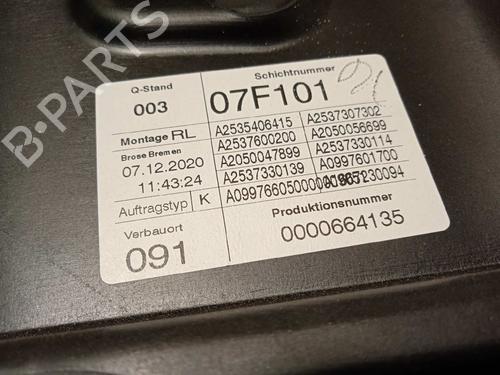 Q-Stand
003
Schichtnummer
07F101
Montage RL
Brose Bremen
07.12.2020
11:43:24
Auftragstyp K
Verbauort
091
A2535406415 A2537307302
A2537600200 A2050056699
A2050047899 A2537330114
A2537330139 A0997601700
Produktionsnummer
0000664135
B-PARTS